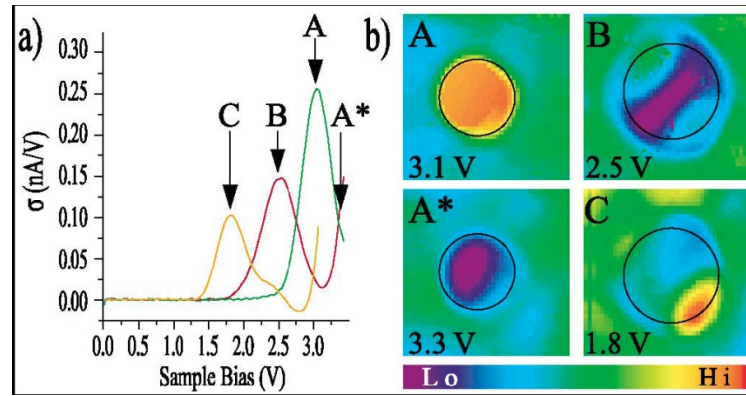 a)
σ (nA/V)
0.30
0.25
0.20
0.15
0.10
0.05
0.00
0.0 0.5 1.0 1.5 2.0 2.5 3.0
Sample Bias (V)
A
C B A*
b)
A
3.1 V
B
2.5 V
A*
3.3 V
C
1.8 V
Lo Hi